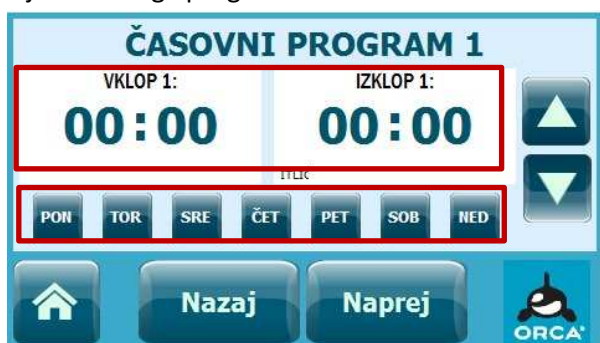 ČASOVNI PROGRAM 1
VKLOP 1:
IZKLOP 1:
00:00
00:00
PON TOR SRE ČET PET SOB NED
Nazaj
Naprej
ORCA